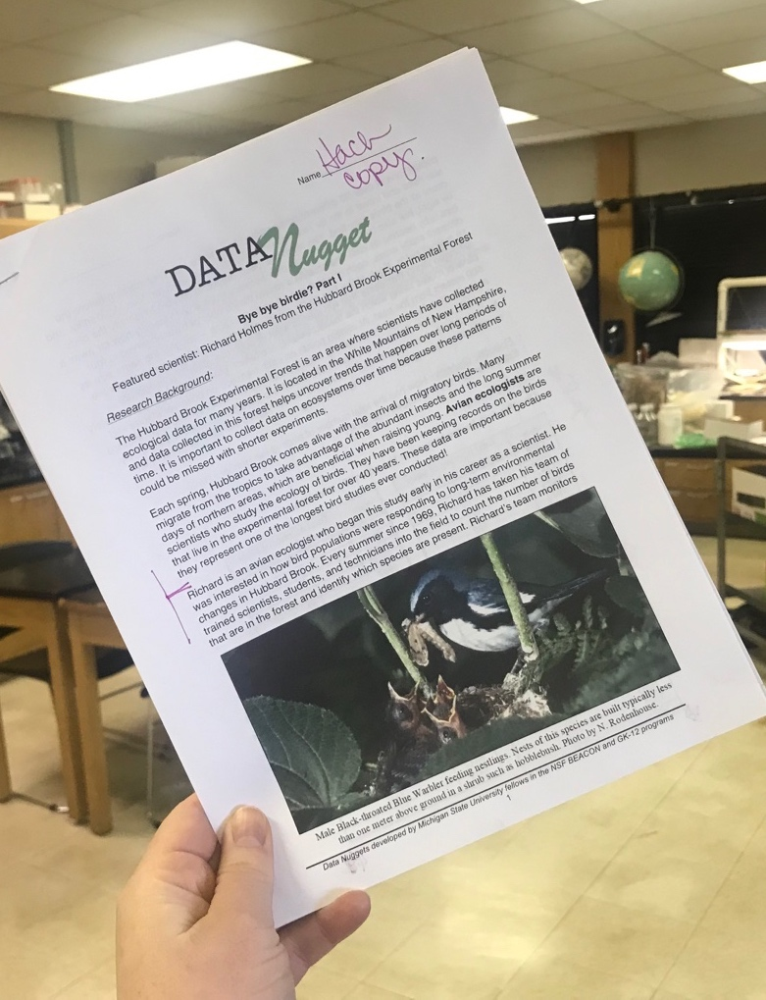 Name Hach
copy.
DATA Nugget
Bye bye birdie? Part I
Featured scientist: Richard Holmes from the Hubbard Brook Experimental Forest
Research Background:
The Hubbard Brook Experimental Forest is an area where scientists have collected
ecological data for many years. It is located in the White Mountains of New Hampshire,
and data collected in this forest helps uncover trends that happen over long periods of
time. It is important to collect data on ecosystems over time because these patterns
could be missed with shorter experiments.
Each spring, Hubbard Brook comes alive with the arrival of migratory birds. Many
migrate from the tropics to take advantage of the abundant insects and the long summer
days of northern areas, which are beneficial when raising young. Avian ecologists are
scientists who study the ecology of birds. They have been keeping records on the birds
that live in the experimental forest for over 40 years. These data are important because
they represent one of the longest bird studies ever conducted!
Richard is an avian ecologist who began this study early in his career as a scientist. He
was interested in how bird populations were responding to long-term environmental
changes in Hubbard Brook. Every summer since 1969, Richard has taken his team of
trained scientists, students, and technicians into the field to count the number of birds
that are in the forest and identify which species are present. Richard's team monitors
Male Black-throated Blue Warbler feeding nestlings. Nests of this species are built typically less
than one meter above ground in a shrub such as hobblebush. Photo by N. Rodenhouse.
Data Nuggets developed by Michigan State University fellows in the NSF BEACON and GK-12 programs
1